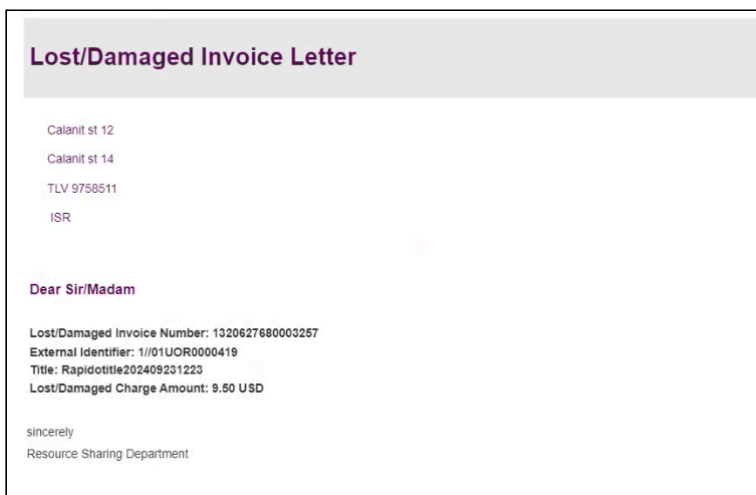 Lost/Damaged Invoice Letter
Calanit st 12
Calanit st 14
TLV 9758511
ISR
Dear Sir/Madam
Lost/Damaged Invoice Number: 1320627680003257
External Identifier: 1//01UOR0000419
Title: Rapidotitle202409231223
Lost/Damaged Charge Amount: 9.50 USD
sincerely
Resource Sharing Department